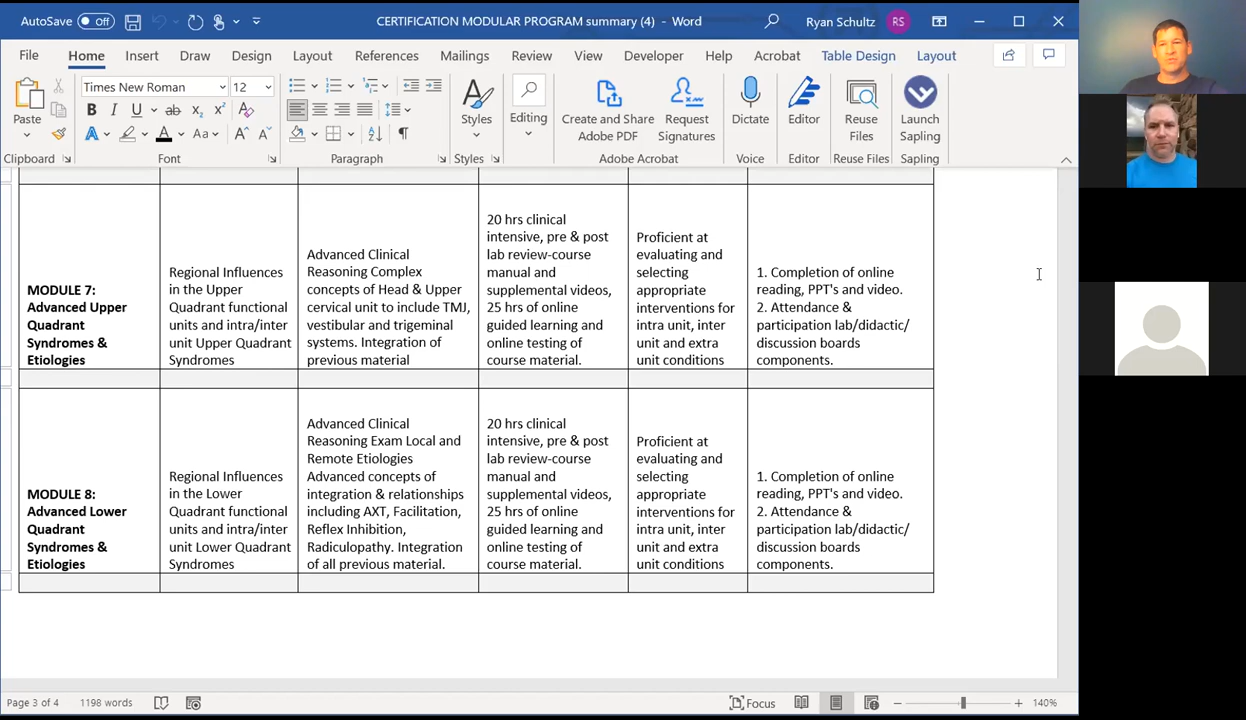 AutoSave Off
CERTIFICATION MODULAR PROGRAM summary (4) - Word
Ryan Schultz RS
File Home Insert Draw Design Layout References Mailings Review View Developer Help Acrobat Table Design Layout
Times New Roman 12
Paste
B I U ab x₂ x²
A A Aa A A
Styles
Editing
Create and Share
Adobe PDF
Request
Signatures
Dictate
Editor
Reuse
Files
Launch
Sapling
Clipboard Font Paragraph Styles Adobe Acrobat Voice Editor Reuse Files Sapling
MODULE 7:
Advanced Upper
Quadrant
Syndromes &
Etiologies
Regional Influences
in the Upper
Quadrant functional
units and intra/inter
unit Upper Quadrant
Syndromes
Advanced Clinical
Reasoning Complex
concepts of Head & Upper
cervical unit to include TMJ,
vestibular and trigeminal
systems. Integration of
previous material
20 hrs clinical
intensive, pre & post
lab review-course
manual and
supplemental videos,
25 hrs of online
guided learning and
online testing of
course material.
Proficient at
evaluating and
selecting
appropriate
interventions for
intra unit, inter
unit and extra
unit conditions
1. Completion of online
reading, PPT's and video.
2. Attendance &
participation lab/didactic/
discussion boards
components.
MODULE 8:
Advanced Lower
Quadrant
Syndromes &
Etiologies
Regional Influences
in the Lower
Quadrant functional
units and intra/inter
unit Lower Quadrant
Syndromes
Advanced Clinical
Reasoning Exam Local and
Remote Etiologies
Advanced concepts of
integration & relationships
including AXT, Facilitation,
Reflex Inhibition,
Radiculopathy. Integration
of all previous material.
20 hrs clinical
intensive, pre & post
lab review-course
manual and
supplemental videos,
25 hrs of online
guided learning and
online testing of
course material.
Proficient at
evaluating and
selecting
appropriate
interventions for
intra unit, inter
unit and extra
unit conditions
1. Completion of online
reading, PPT's and video.
2. Attendance &
participation lab/didactic/
discussion boards
components.
Page 3 of 4 1198 words Focus 140%